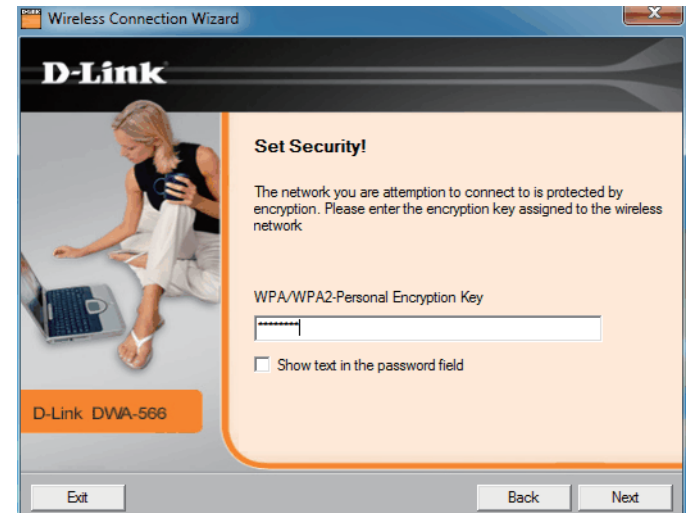 Wireless Connection Wizard
D-Link
Set Security!
The network you are attemption to connect to is protected by
encryption. Please enter the encryption key assigned to the wireless
network
WPA/WPA2-Personal Encryption Key
********
Show text in the password field
D-Link DWA-566
Exit
Back
Next